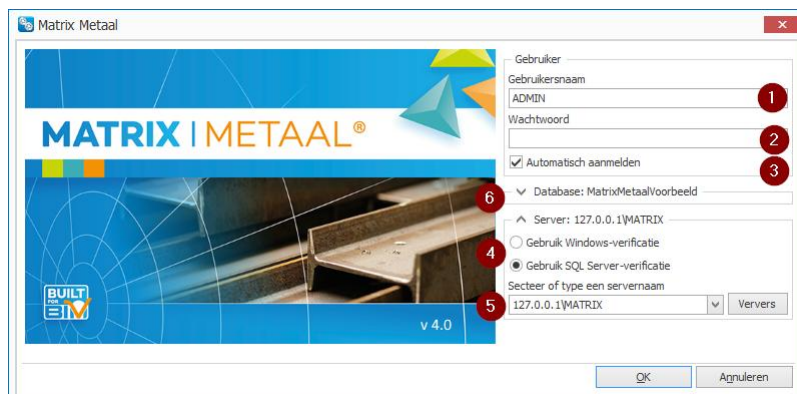 Matrix Metaal
Gebruiker
Gebruikersnaam
ADMIN
1
Wachtwoord
2
Automatisch aanmelden
3
6
Database: MatrixMetaalVoorbeeld
Server: 127.0.0.1\MATRIX
4
Gebruik Windows-verificatie
Gebruik SQL Server-verificatie
Secteer of type een servernaam
5
127.0.0.1\MATRIX
Ververs
MATRIX | METAAL®
BUILT
FOR
BIM
v 4.0
OK
Annuleren